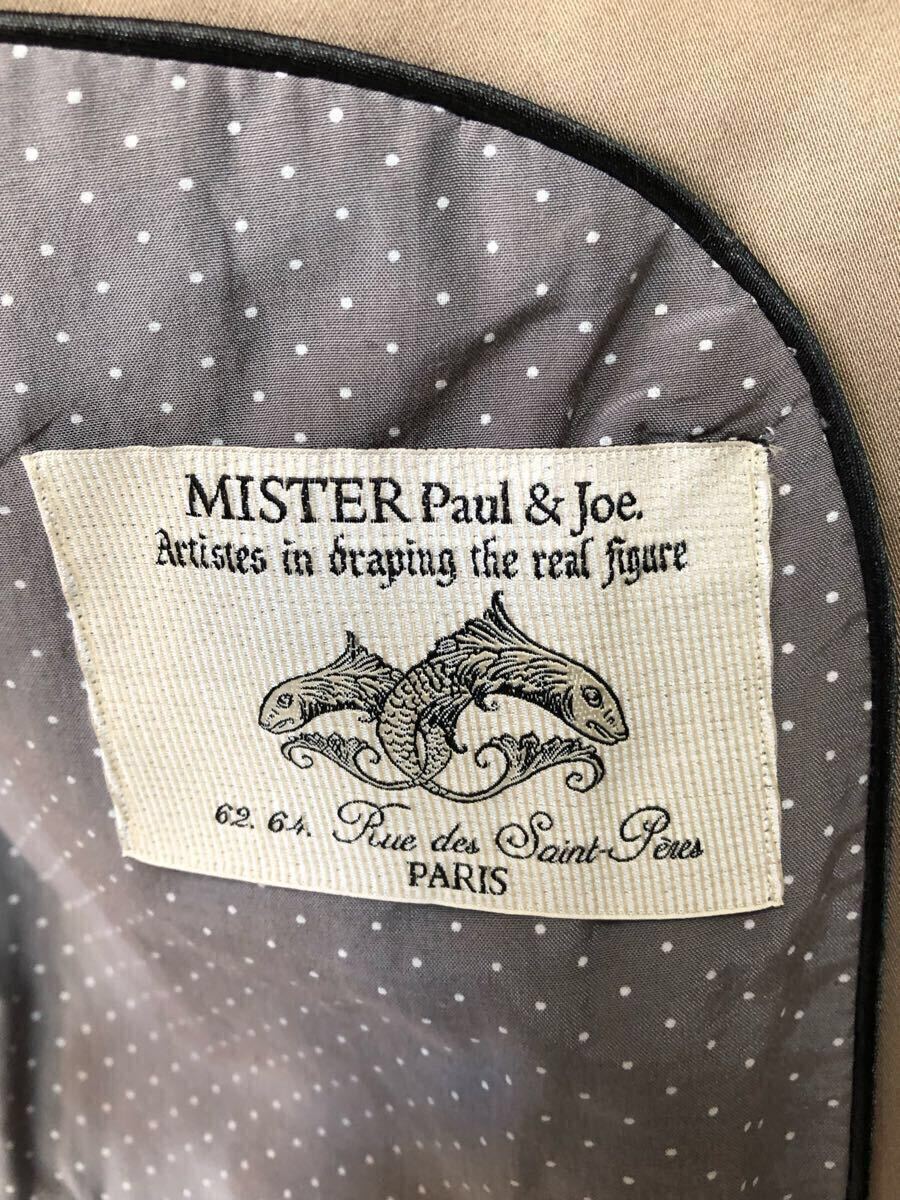 MISTER Paul & Joe.
Artistes in draping the real figure
62. 64. Rue des Saint-Pères
PARIS